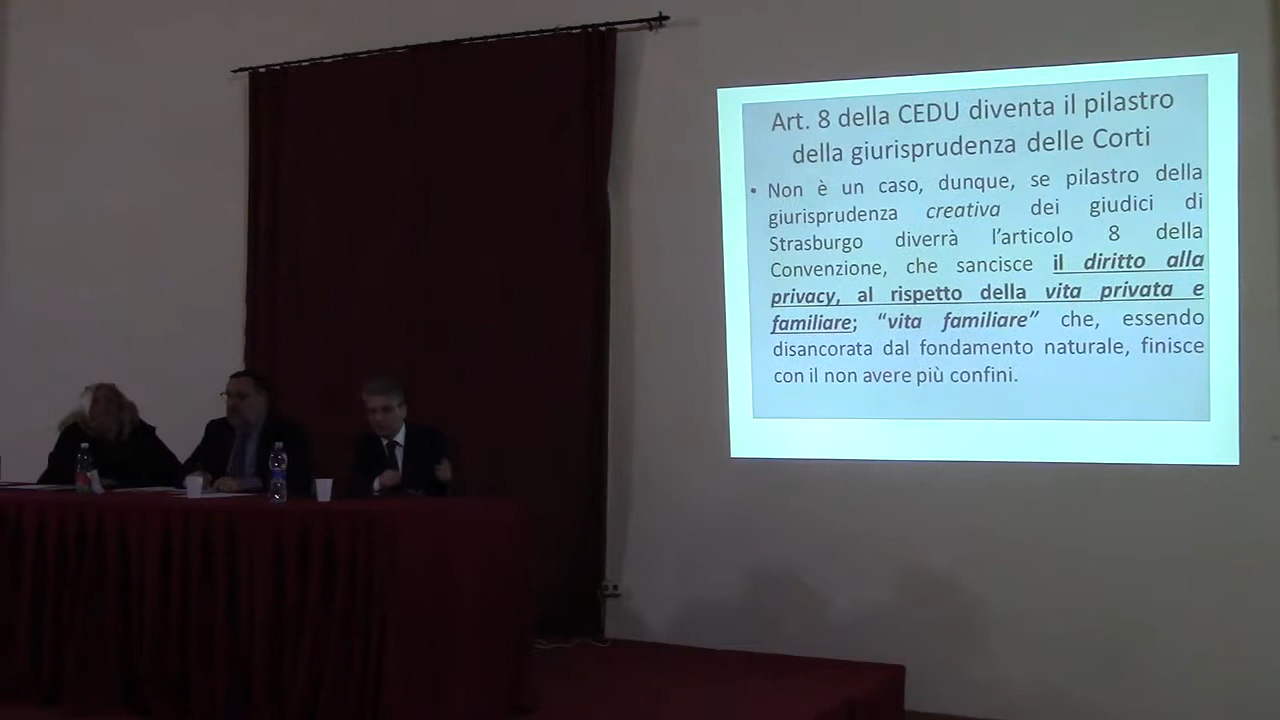 Art. 8 della CEDU diventa il pilastro
della giurisprudenza delle Corti
• Non è un caso, dunque, se pilastro della
giurisprudenza creativa dei giudici di
Strasburgo diverrà l'articolo 8 della
Convenzione, che sancisce il diritto alla
privacy, al rispetto della vita privata e
familiare; “vita familiare” che, essendo
disancorata dal fondamento naturale, finisce
con il non avere più confini.